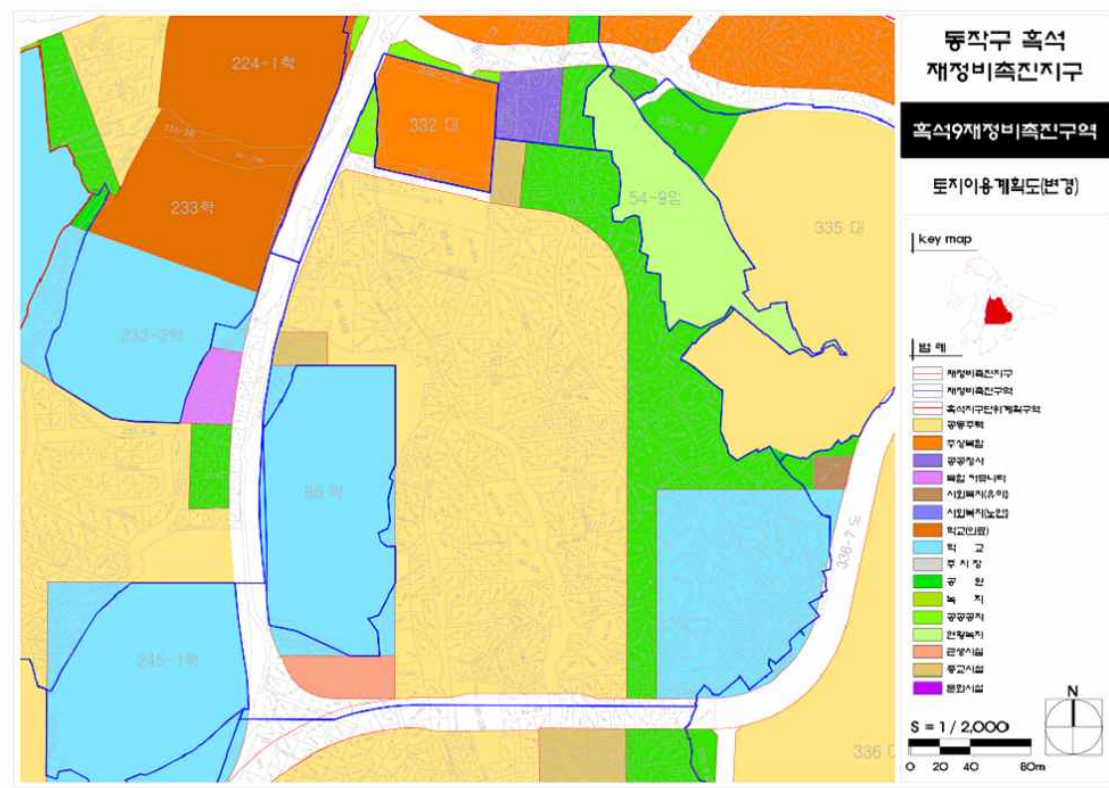 동작구 흑석
재정비촉진지구
흑석9재정비촉진구역
토지이용계획도(변경)
key map
범 례
재정비촉진지구
재정비촉진구역
흑석지구단위계획구역
공동주택
주상복합
공공청사
복합 커뮤니티
사회복지(유아)
사회복지(노인)
학교(의료)
학 교
주 차 장
공 원
녹 지
공공공지
현황녹지
근생시설
종교시설
문화시설
N
S = 1 / 2,000
0 20 40 80m
224-1학
332 대
233학
54-9임
335 대
233-2학
86 학
336-7 도
245-1학